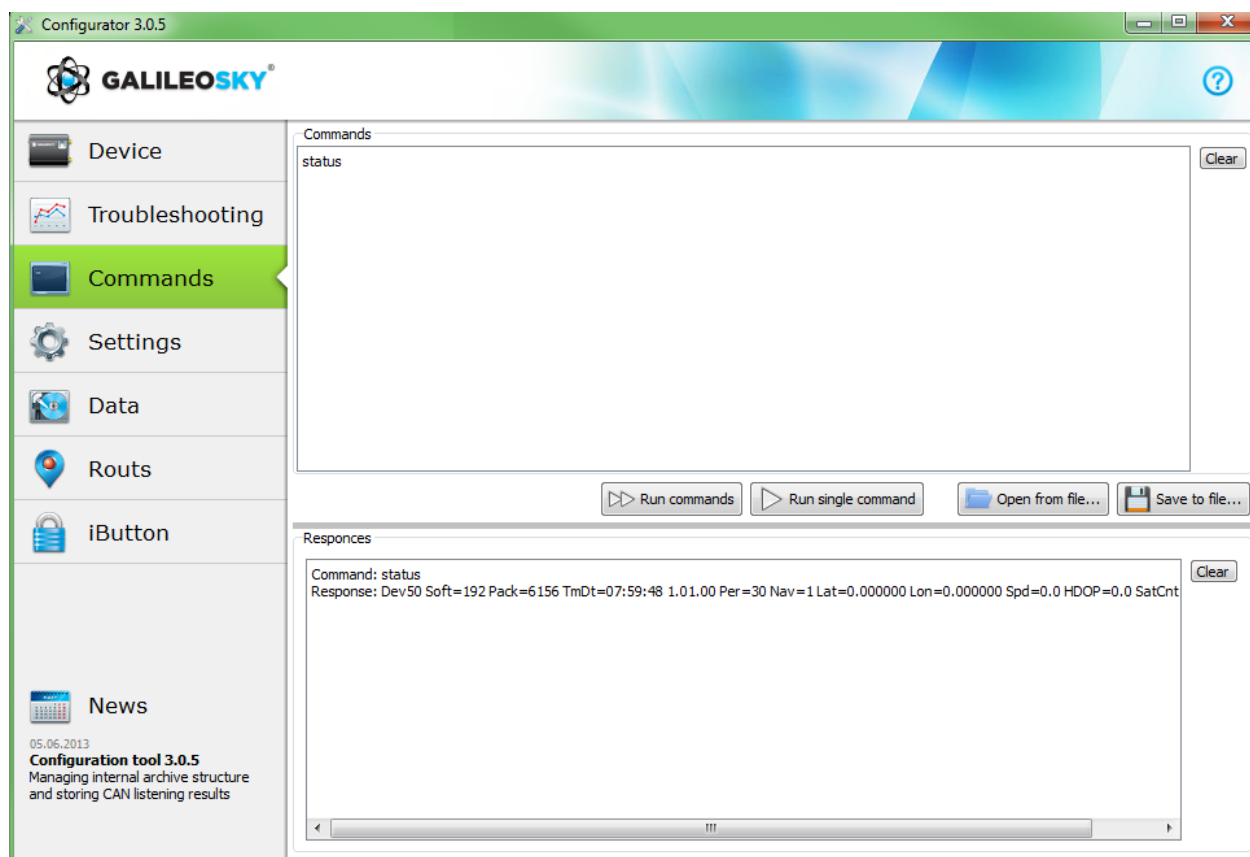 Configurator 3.0.5
GALILEOSKY®
Device
Troubleshooting
Commands
Settings
Data
Routs
iButton
News
05.06.2013
Configuration tool 3.0.5
Managing internal archive structure
and storing CAN listening results
Commands
status
Clear
Run commands
Run single command
Open from file...
Save to file...
Responces
Command: status
Response: Dev50 Soft=192 Pack=6156 TmDt=07:59:48 1.01.00 Per=30 Nav=1 Lat=0.000000 Lon=0.000000 Spd=0.0 HDOP=0.0 SatCnt
Clear